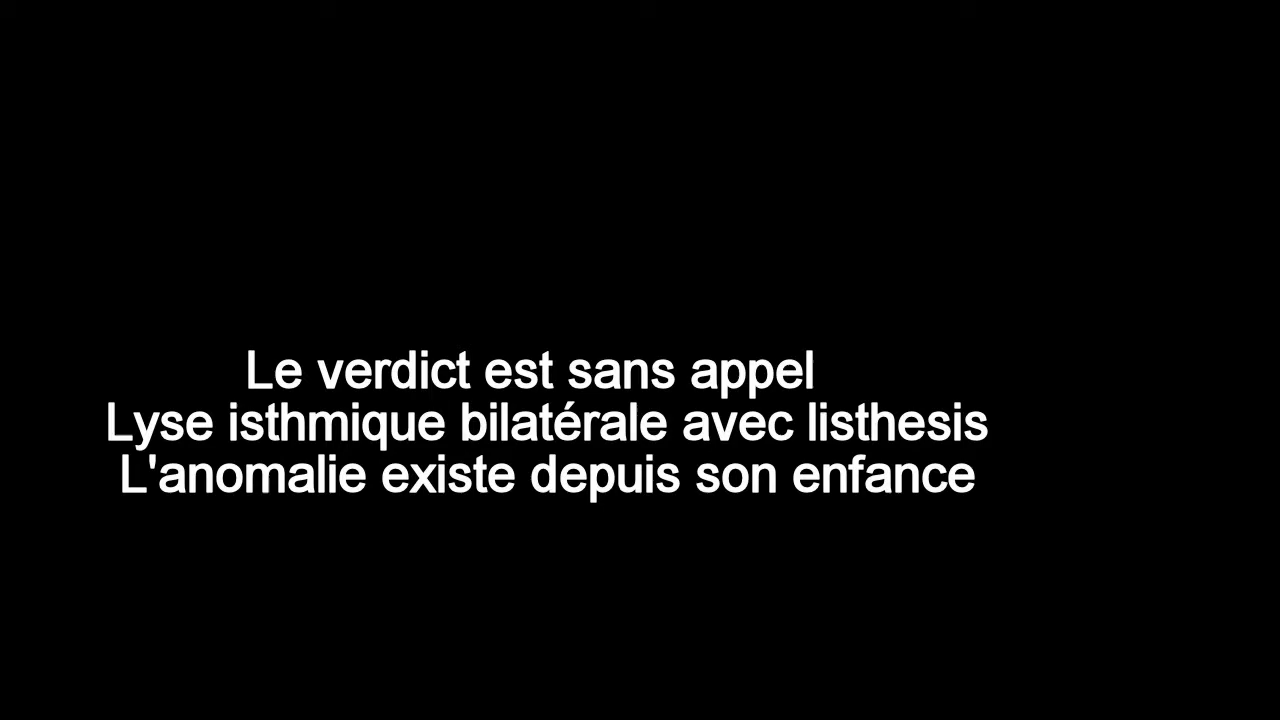 Le verdict est sans appel
Lyse isthmique bilatérale avec listhesis
L'anomalie existe depuis son enfance